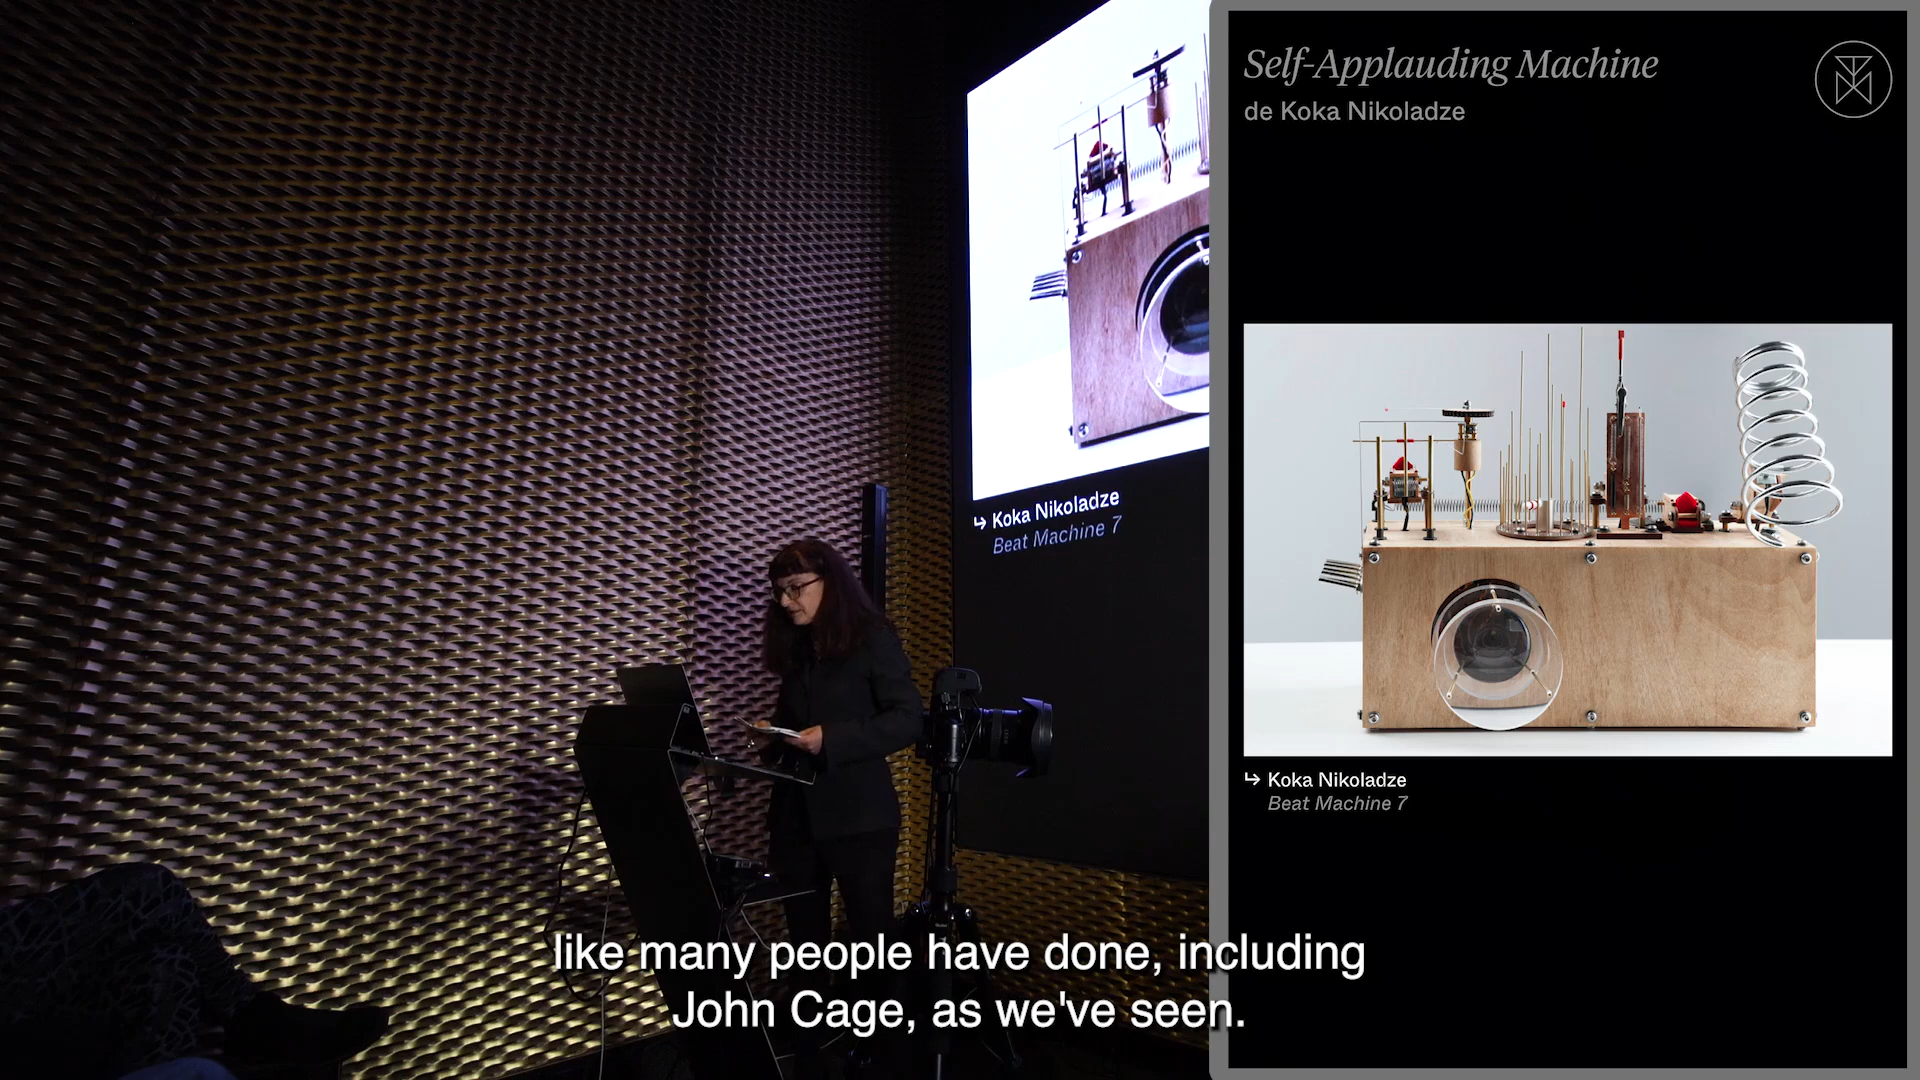 Self-Applauding Machine
de Koka Nikoladze
↳ Koka Nikoladze
Beat Machine 7
↳ Koka Nikoladze
Beat Machine 7
like many people have done, including
John Cage, as we've seen.